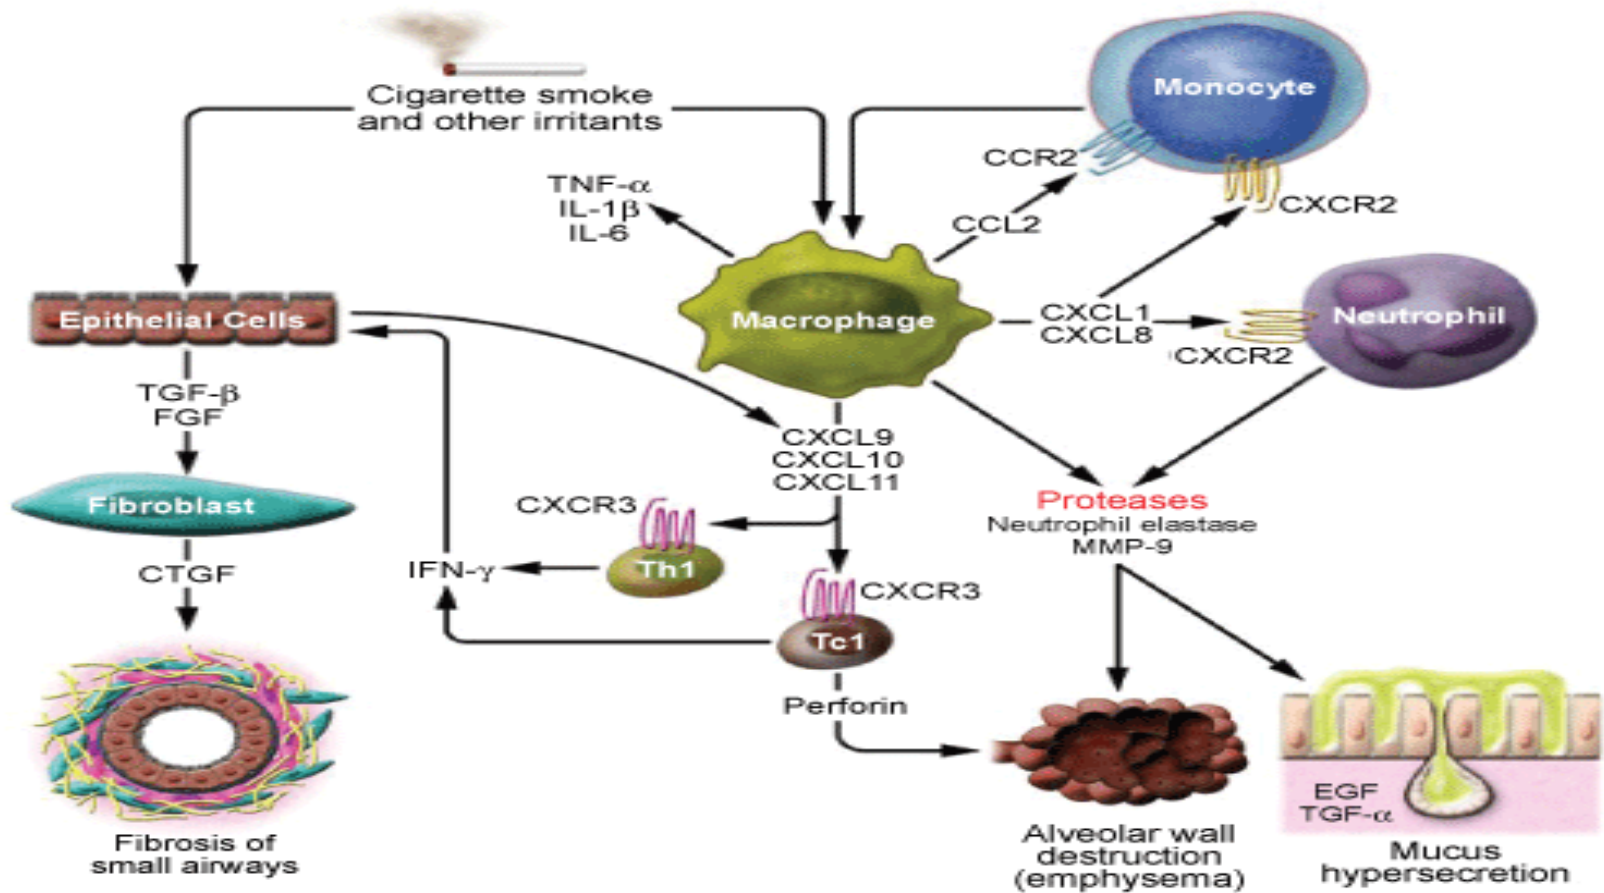 Cigarette smoke
and other irritants
Monocyte
CCR2
CXCR2
TNF-α
IL-1β
IL-6
CCL2
Epithelial Cells
Macrophage
CXCL1
CXCL8
CXCR2
Neutrophil
TGF-β
FGF
CXCL9
CXCL10
CXCL11
Fibroblast
CXCR3
Th1
IFN-γ
Proteases
Neutrophil elastase
MMP-9
CTGF
CXCR3
Tc1
Perforin
EGF
TGF-α
Fibrosis of
small airways
Alveolar wall
destruction
(emphysema)
Mucus
hypersecretion